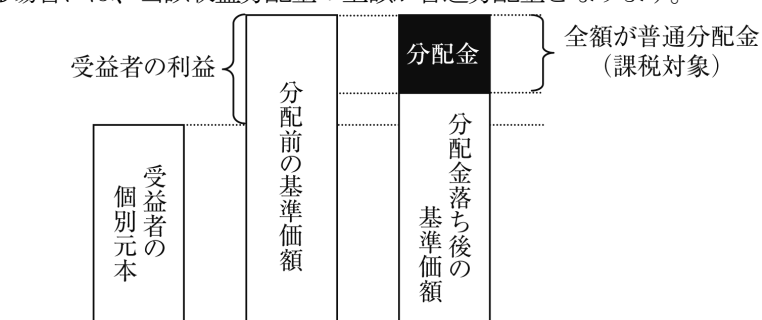 受益者の利益
分配金
全額が普通分配金
（課税対象）
受益者の
個別元本
分配前の基準価額
分配金落ち後の
基準価額